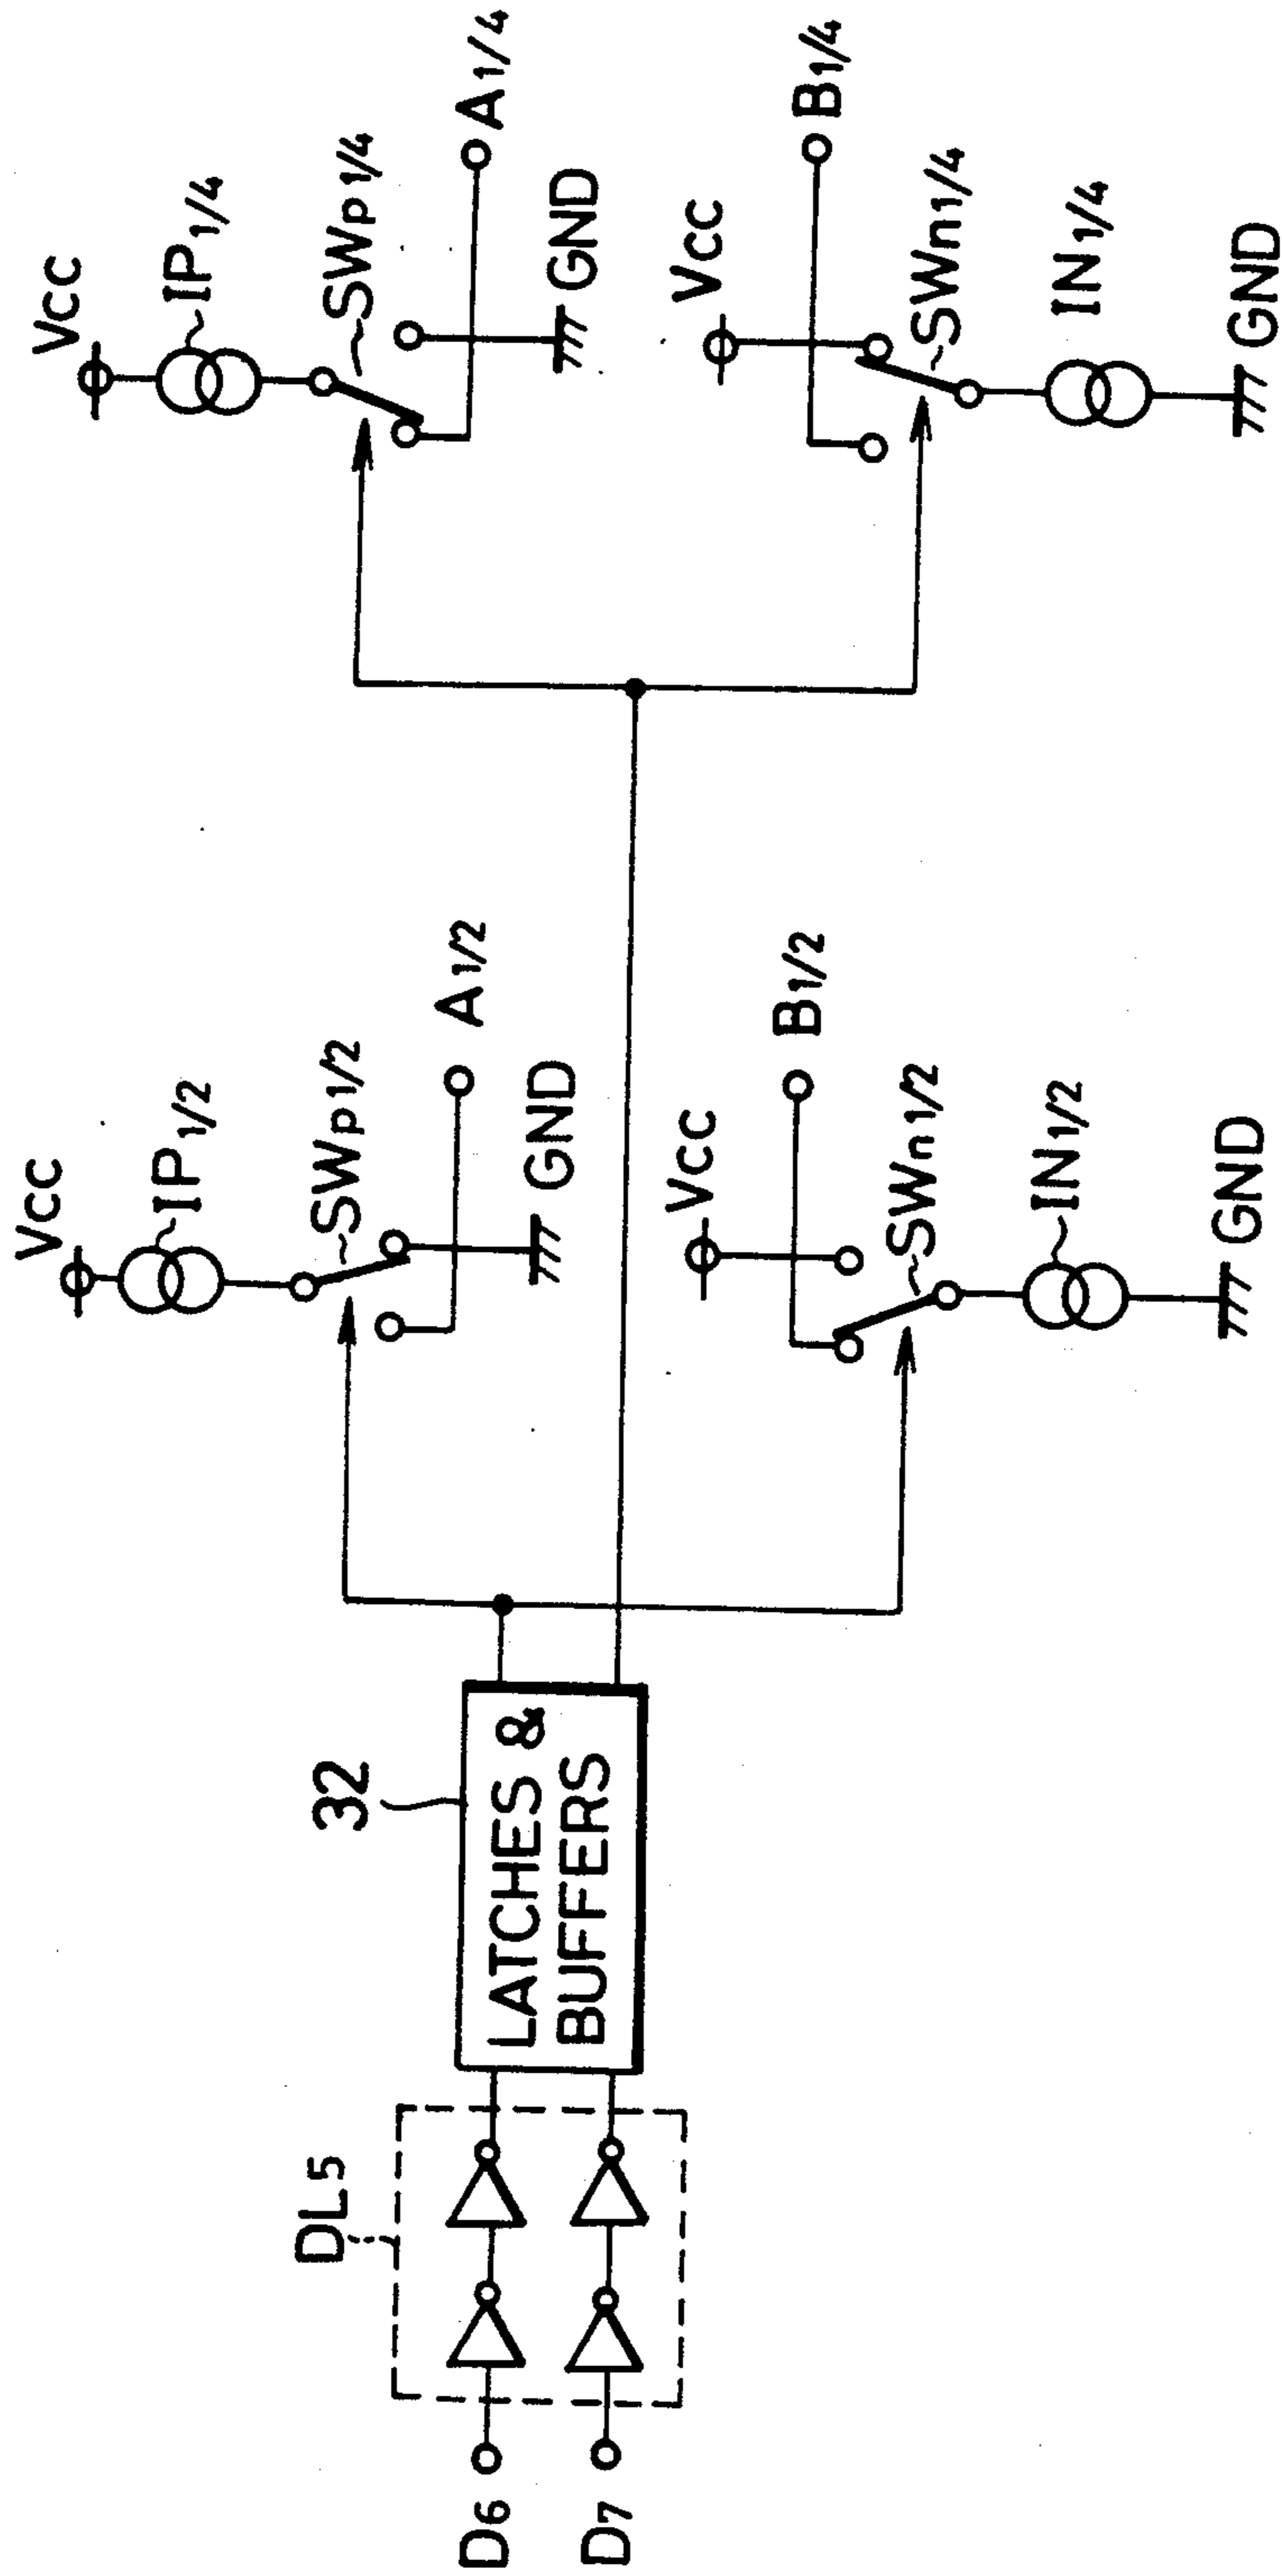 D6
D7
DL5
32
LATCHES &
BUFFERS
Vcc
IP1/2
SWp1/2
A1/2
GND
Vcc
B1/2
SWn1/2
IN1/2
GND
Vcc
IP1/4
SWp1/4
A1/4
GND
Vcc
B1/4
SWn1/4
IN1/4
GND